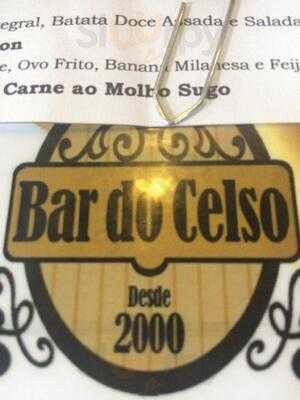 egral, Batata Doce Assada e Salada
on
e, Ovo Frito, Banana Milanesa e Feij
Carne ao Molho Sugo
Bar do Celso
Desde
2000